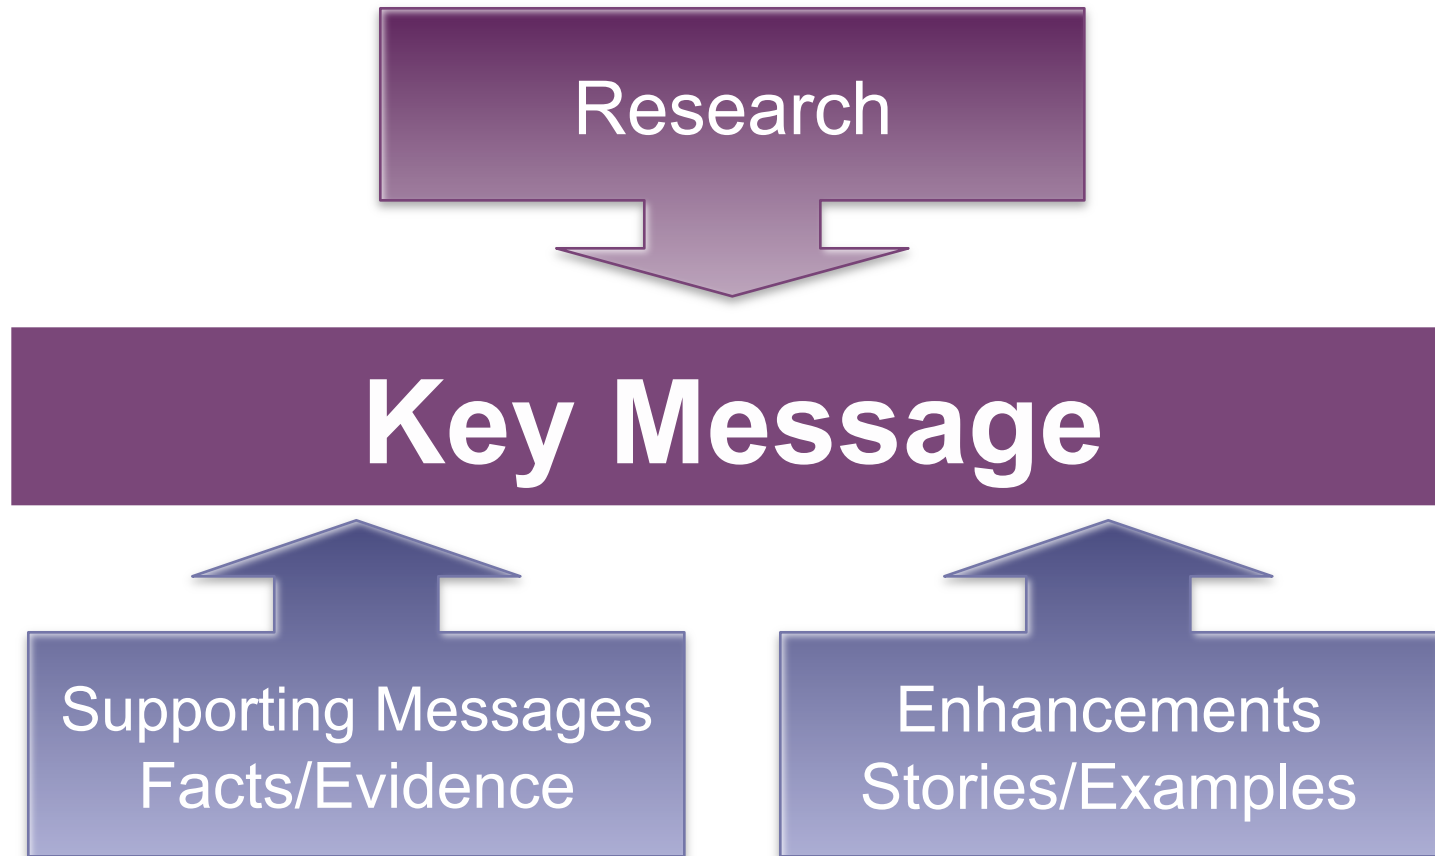 Research
Key Message
Supporting Messages
Facts/Evidence
Enhancements
Stories/Examples